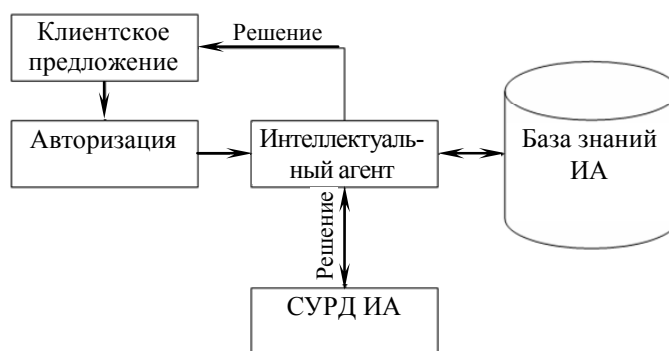 Клиентское
предложение
Решение
Авторизация
Интеллектуаль-
ный агент
База знаний
ИА
Решение
СУРД ИА